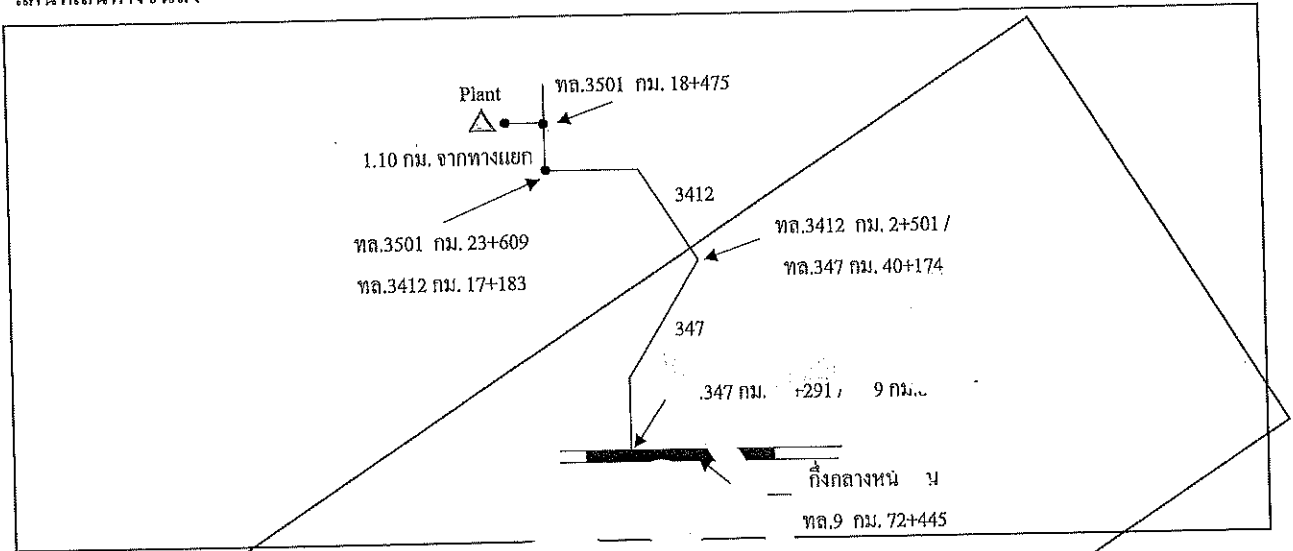 Plant
ทล.3501 กม. 18+475
1.10 กม. จากทางแยก
3412
ทล.3501 กม. 23+609
ทล.3412 กม. 17+183
ทล.3412 กม. 2+501 /
ทล.347 กม. 40+174
347
.347 กม. +291 / 9 กม.
กึ่งกลางหน
ทล.9 กม. 72+445